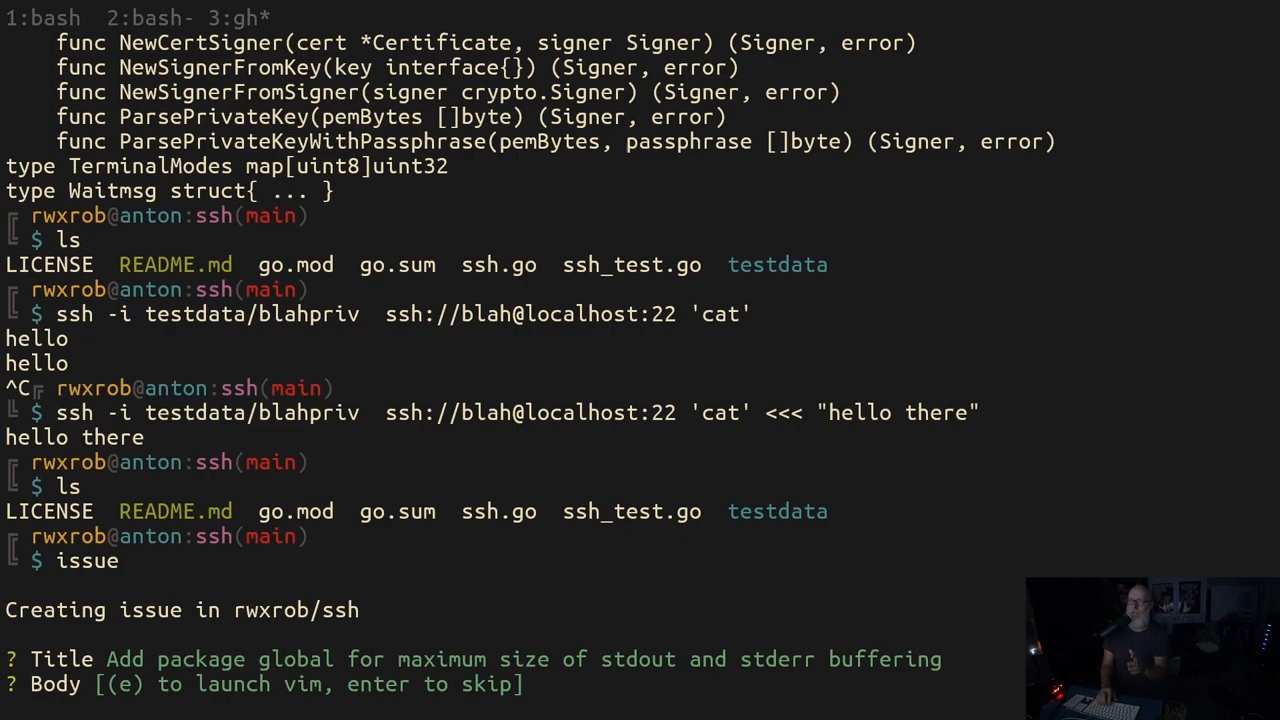 1:bash  2:bash- 3:gh*
    func NewCertSigner(cert *Certificate, signer Signer) (Signer, error)
    func NewSignerFromKey(key interface{}) (Signer, error)
    func NewSignerFromSigner(signer crypto.Signer) (Signer, error)
    func ParsePrivateKey(pemBytes []byte) (Signer, error)
    func ParsePrivateKeyWithPassphrase(pemBytes, passphrase []byte) (Signer, error)
type TerminalModes map[uint8]uint32
type Waitmsg struct{ ... }
╔ rwxrob@anton:ssh(main)
╚ $ ls
LICENSE  README.md  go.mod  go.sum  ssh.go  ssh_test.go  testdata
╔ rwxrob@anton:ssh(main)
╚ $ ssh -i testdata/blahpriv  ssh://blah@localhost:22 'cat'
hello
hello
^C╔ rwxrob@anton:ssh(main)
╚ $ ssh -i testdata/blahpriv  ssh://blah@localhost:22 'cat' <<< "hello there"
hello there
╔ rwxrob@anton:ssh(main)
╚ $ ls
LICENSE  README.md  go.mod  go.sum  ssh.go  ssh_test.go  testdata
╔ rwxrob@anton:ssh(main)
╚ $ issue
Creating issue in rwxrob/ssh
? Title Add package global for maximum size of stdout and stderr buffering
? Body [(e) to launch vim, enter to skip]